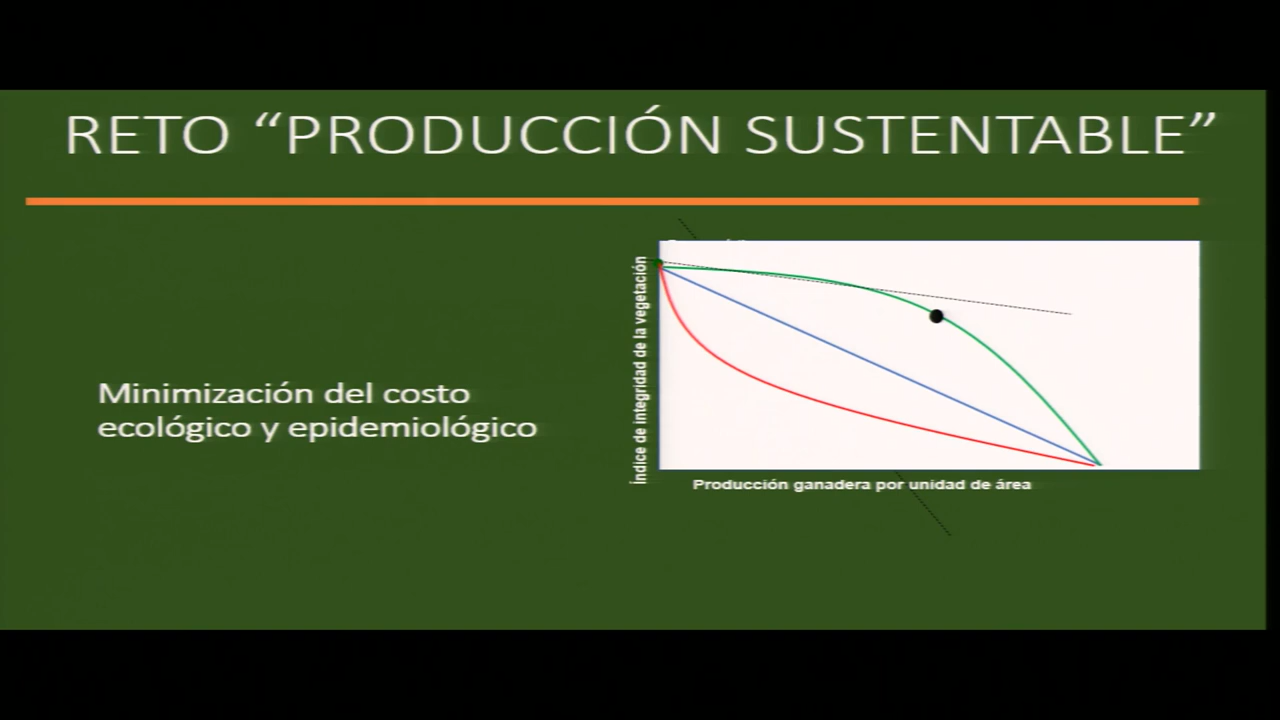 RETO “PRODUCCIÓN SUSTENTABLE”
Minimización del costo
ecológico y epidemiológico
Índice de integridad de la vegetación
Producción ganadera por unidad de área